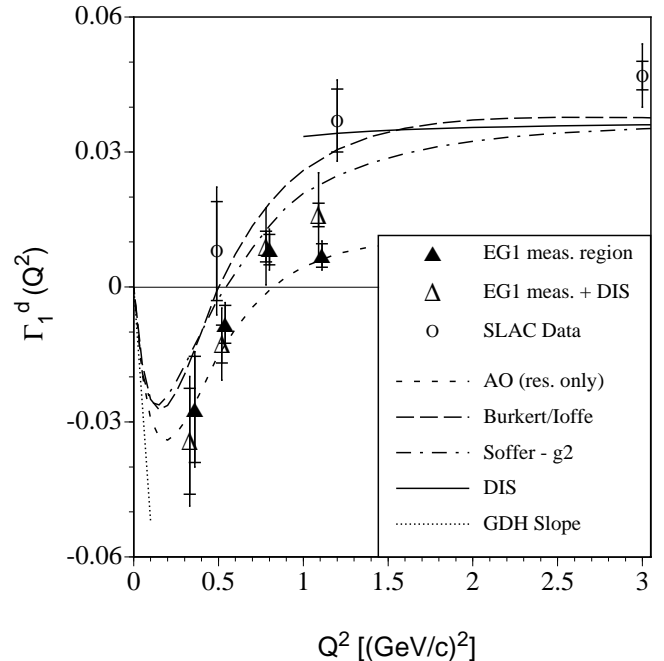 0.06
0.03
0
-0.03
-0.06
Γ₁ᵈ (Q²)
EG1 meas. region
EG1 meas. + DIS
SLAC Data
AO (res. only)
Burkert/Ioffe
Soffer - g2
DIS
GDH Slope
0 0.5 1 1.5 2 2.5 3
Q² [(GeV/c)²]